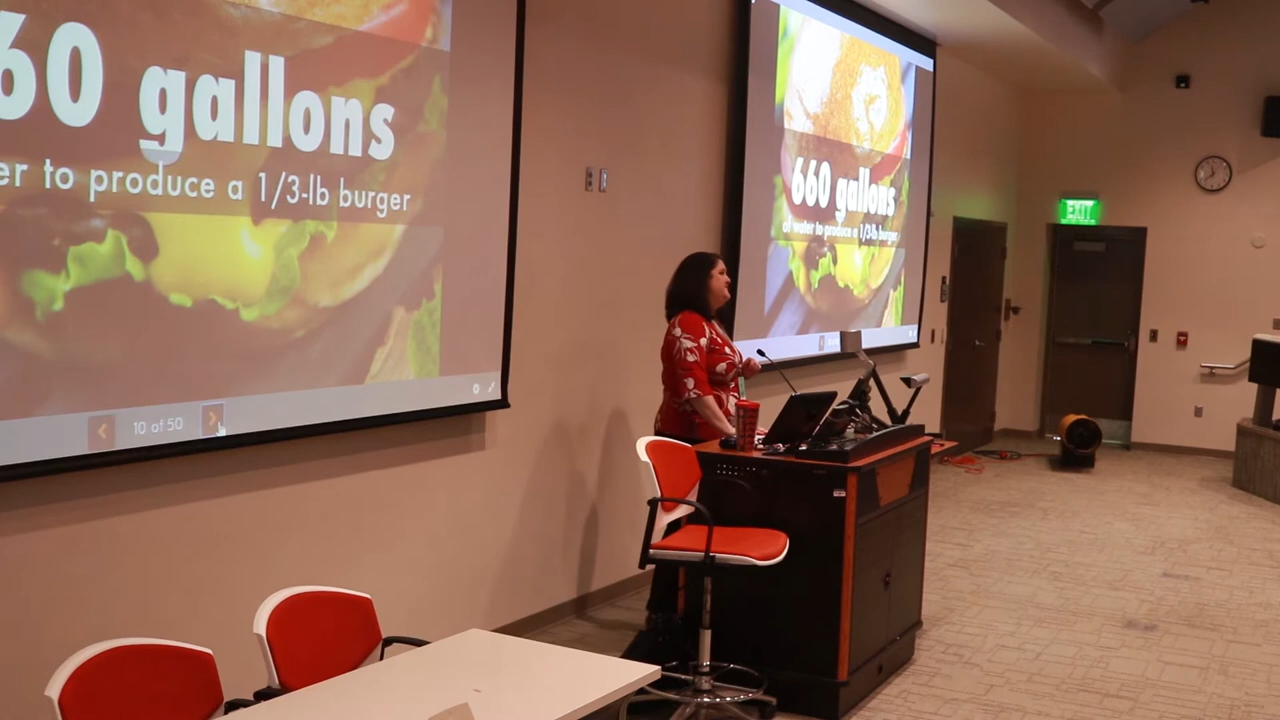 60 gallons
er to produce a 1/3-lb burger
10 of 50
660 gallons
of water to produce a 1/3-lb burger
EXIT